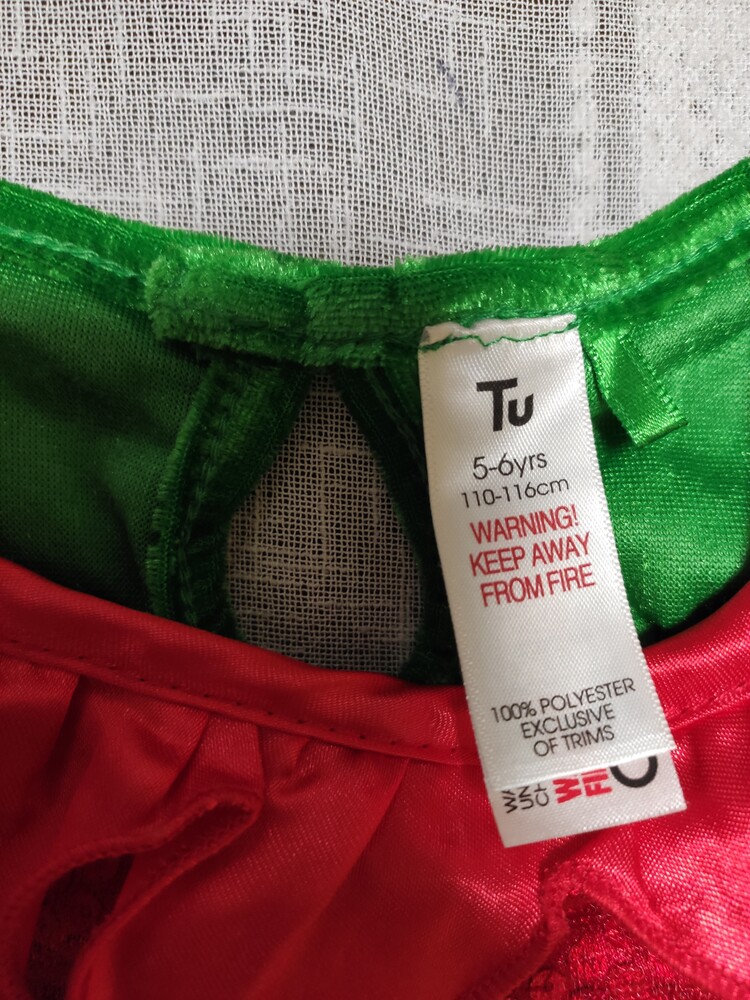 Tu
5-6yrs
110-116cm
WARNING!
KEEP AWAY
FROM FIRE
100% POLYESTER
EXCLUSIVE
OF TRIMS